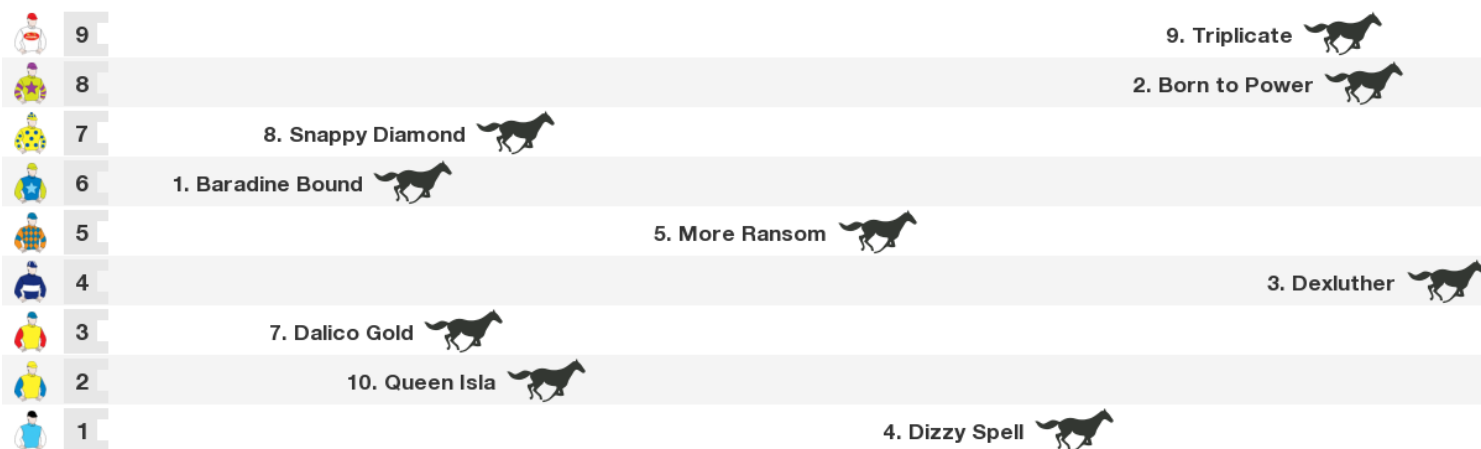 9 9. Triplicate
8 2. Born to Power
7 8. Snappy Diamond
6 1. Baradine Bound
5 5. More Ransom
4 3. Dexluther
3 7. Dalico Gold
2 10. Queen Isla
1 4. Dizzy Spell